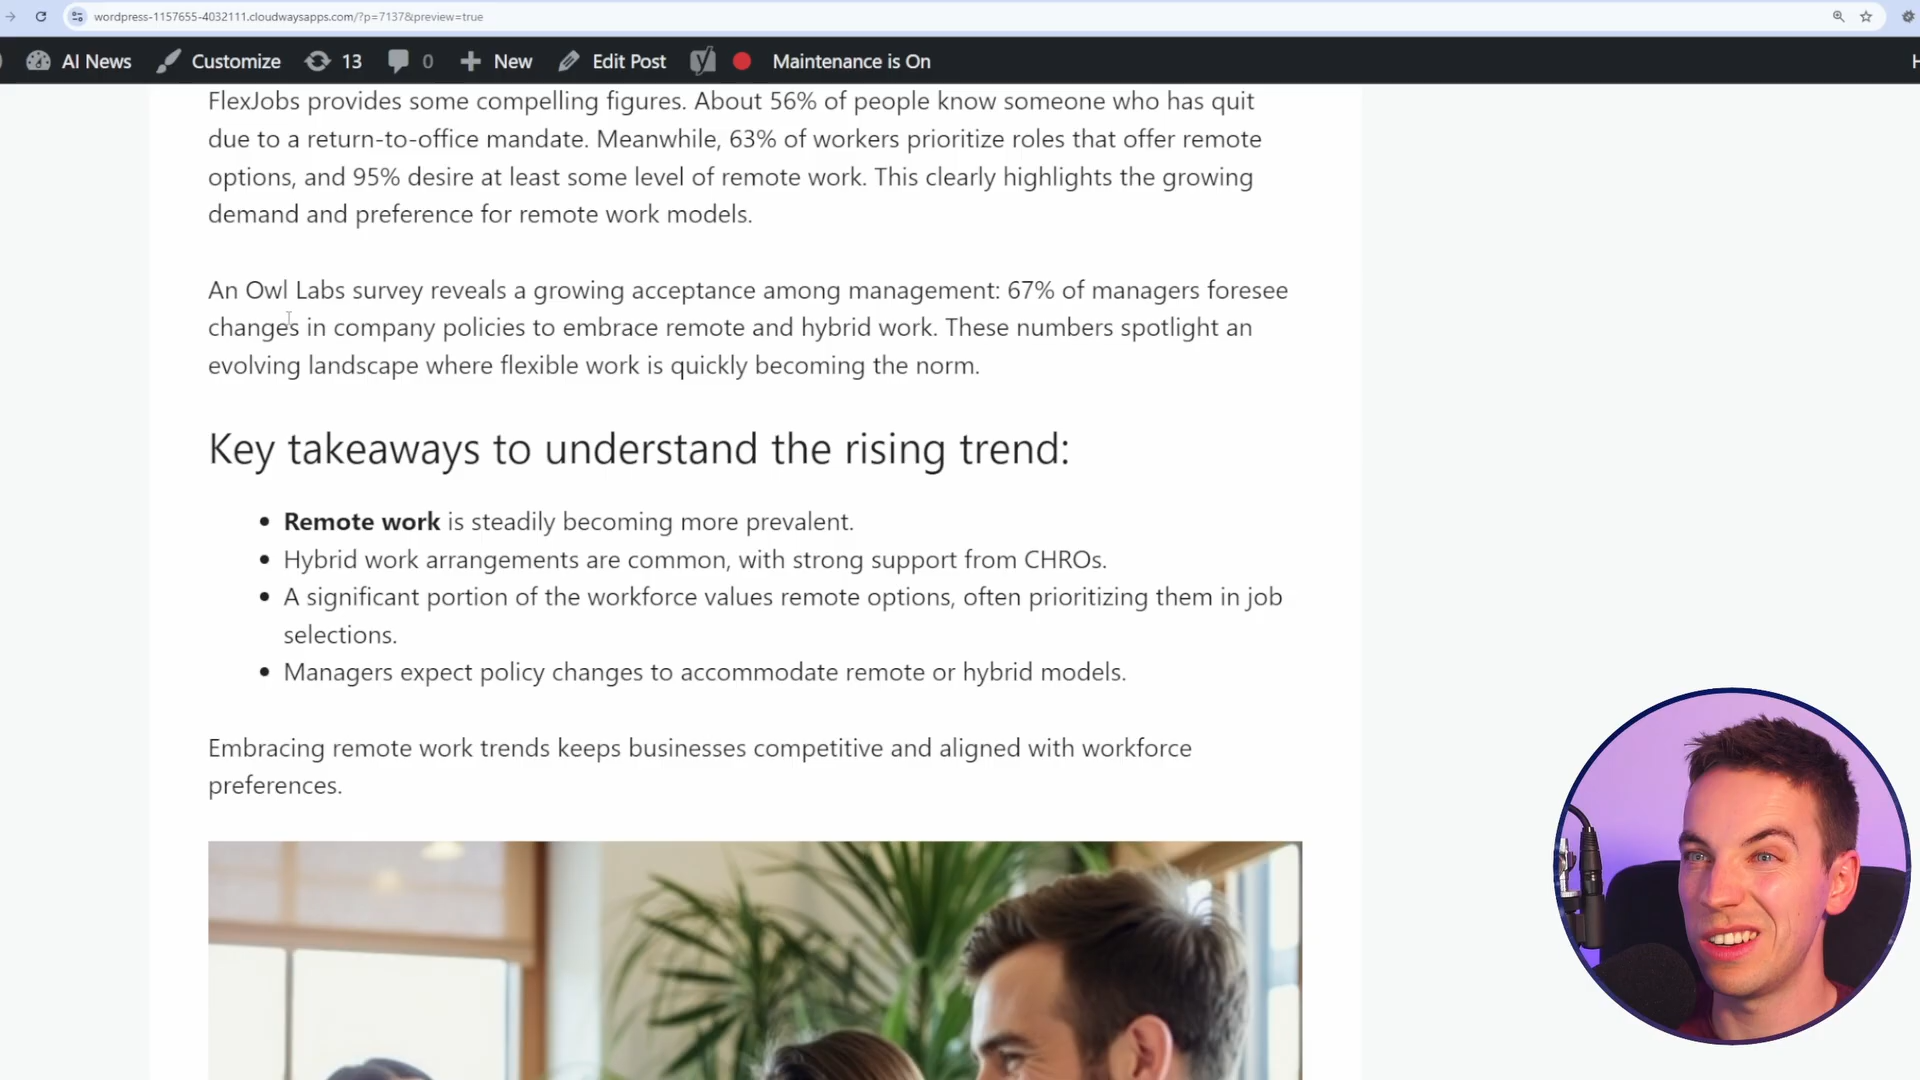 wordpress-1157655-4032111.cloudwaysapps.com/?p=7137&preview=true
AI News Customize 13 0 New Edit Post Maintenance is On H
FlexJobs provides some compelling figures. About 56% of people know someone who has quit
due to a return-to-office mandate. Meanwhile, 63% of workers prioritize roles that offer remote
options, and 95% desire at least some level of remote work. This clearly highlights the growing
demand and preference for remote work models.
An Owl Labs survey reveals a growing acceptance among management: 67% of managers foresee
changes in company policies to embrace remote and hybrid work. These numbers spotlight an
evolving landscape where flexible work is quickly becoming the norm.
Key takeaways to understand the rising trend:
• Remote work is steadily becoming more prevalent.
• Hybrid work arrangements are common, with strong support from CHROs.
• A significant portion of the workforce values remote options, often prioritizing them in job
selections.
• Managers expect policy changes to accommodate remote or hybrid models.
Embracing remote work trends keeps businesses competitive and aligned with workforce
preferences.